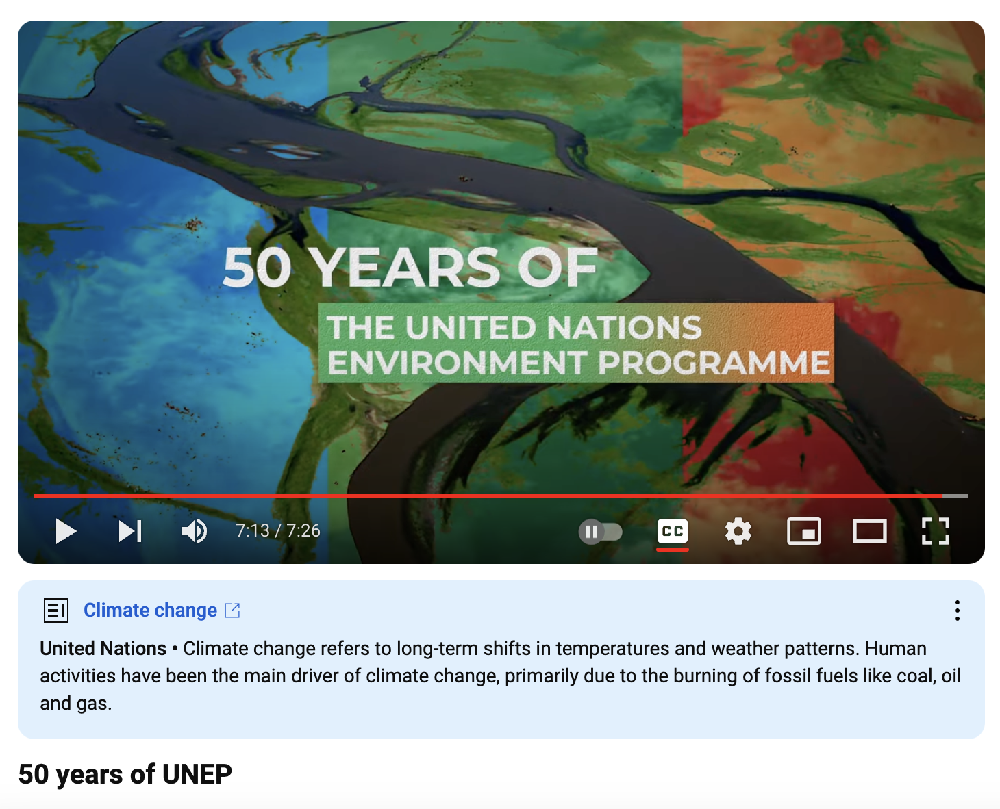 50 YEARS OF
THE UNITED NATIONS
ENVIRONMENT PROGRAMME
7:13 / 7:26
CC
Climate change
United Nations • Climate change refers to long-term shifts in temperatures and weather patterns. Human
activities have been the main driver of climate change, primarily due to the burning of fossil fuels like coal, oil
and gas.
50 years of UNEP